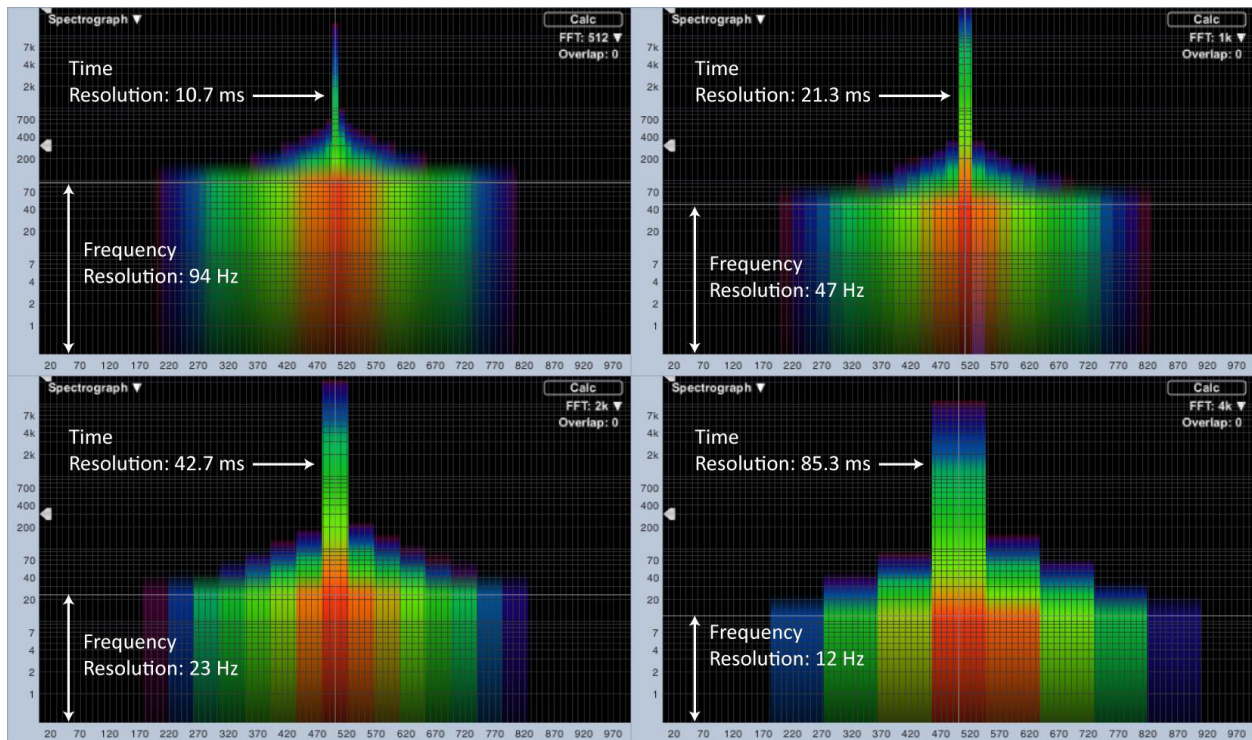 Spectrograph ▼
Calc
FFT: 512 ▼
Overlap: 0
7k
4k
2k
700
400
200
70
40
20
7
4
2
1
Time
Resolution: 10.7 ms
Frequency
Resolution: 94 Hz
20 70 120 170 220 270 320 370 420 470 520 570 620 670 720 770 820 870 920 970
Spectrograph ▼
Calc
FFT: 1k ▼
Overlap: 0
7k
4k
2k
700
400
200
70
40
20
7
4
2
1
Time
Resolution: 21.3 ms
Frequency
Resolution: 47 Hz
20 70 120 170 220 270 320 370 420 470 520 570 620 670 720 770 820 870 920 970
Spectrograph ▼
Calc
FFT: 2k ▼
Overlap: 0
7k
4k
2k
700
400
200
70
40
20
7
4
2
1
Time
Resolution: 42.7 ms
Frequency
Resolution: 23 Hz
20 70 120 170 220 270 320 370 420 470 520 570 620 670 720 770 820 870 920 970
Spectrograph ▼
Calc
FFT: 4k ▼
Overlap: 0
7k
4k
2k
700
400
200
70
40
20
7
4
2
1
Time
Resolution: 85.3 ms
Frequency
Resolution: 12 Hz
20 70 120 170 220 270 320 370 420 470 520 570 620 670 720 770 820 870 920 970